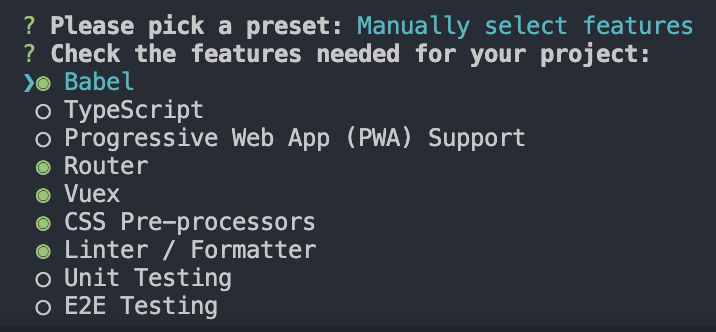 ? Please pick a preset: Manually select features
? Check the features needed for your project:
❯◉ Babel
◯ TypeScript
◯ Progressive Web App (PWA) Support
◉ Router
◉ Vuex
◉ CSS Pre-processors
◉ Linter / Formatter
◯ Unit Testing
◯ E2E Testing